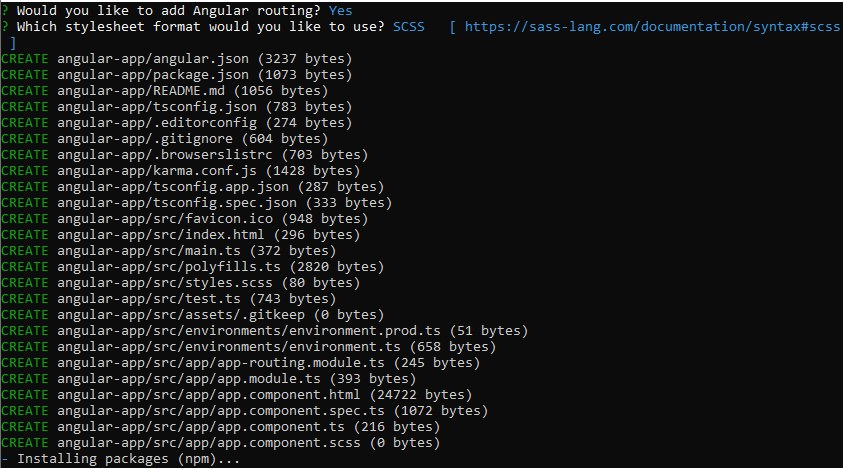 ? Would you like to add Angular routing? Yes
? Which stylesheet format would you like to use? SCSS   [ https://sass-lang.com/documentation/syntax#scss
 ]
CREATE angular-app/angular.json (3237 bytes)
CREATE angular-app/package.json (1073 bytes)
CREATE angular-app/README.md (1056 bytes)
CREATE angular-app/tsconfig.json (783 bytes)
CREATE angular-app/.editorconfig (274 bytes)
CREATE angular-app/.gitignore (604 bytes)
CREATE angular-app/.browserslistrc (703 bytes)
CREATE angular-app/karma.conf.js (1428 bytes)
CREATE angular-app/tsconfig.app.json (287 bytes)
CREATE angular-app/tsconfig.spec.json (333 bytes)
CREATE angular-app/src/favicon.ico (948 bytes)
CREATE angular-app/src/index.html (296 bytes)
CREATE angular-app/src/main.ts (372 bytes)
CREATE angular-app/src/polyfills.ts (2820 bytes)
CREATE angular-app/src/styles.scss (80 bytes)
CREATE angular-app/src/test.ts (743 bytes)
CREATE angular-app/src/assets/.gitkeep (0 bytes)
CREATE angular-app/src/environments/environment.prod.ts (51 bytes)
CREATE angular-app/src/environments/environment.ts (658 bytes)
CREATE angular-app/src/app/app-routing.module.ts (245 bytes)
CREATE angular-app/src/app/app.module.ts (393 bytes)
CREATE angular-app/src/app/app.component.html (24722 bytes)
CREATE angular-app/src/app/app.component.spec.ts (1072 bytes)
CREATE angular-app/src/app/app.component.ts (216 bytes)
CREATE angular-app/src/app/app.component.scss (0 bytes)
- Installing packages (npm)...